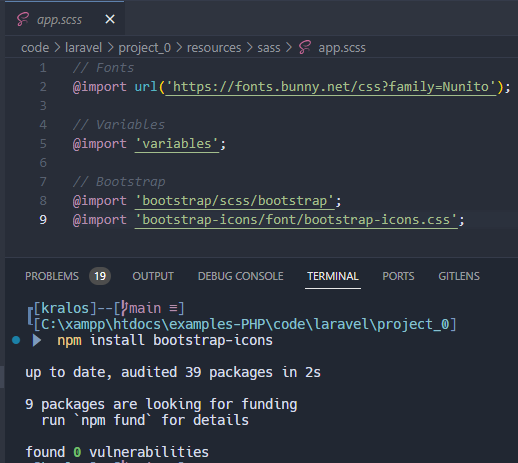 app.scss
code > laravel > project_0 > resources > sass > app.scss
1 // Fonts
2 @import url('https://fonts.bunny.net/css?family=Nunito');
3
4 // Variables
5 @import 'variables';
6
7 // Bootstrap
8 @import 'bootstrap/scss/bootstrap';
9 @import 'bootstrap-icons/font/bootstrap-icons.css';
PROBLEMS 19 OUTPUT DEBUG CONSOLE TERMINAL PORTS GITLENS
[kralos]--[main ≡]
[C:\xampp\htdocs\examples-PHP\code\laravel\project_0]
npm install bootstrap-icons
up to date, audited 39 packages in 2s
9 packages are looking for funding
run `npm fund` for details
found 0 vulnerabilities